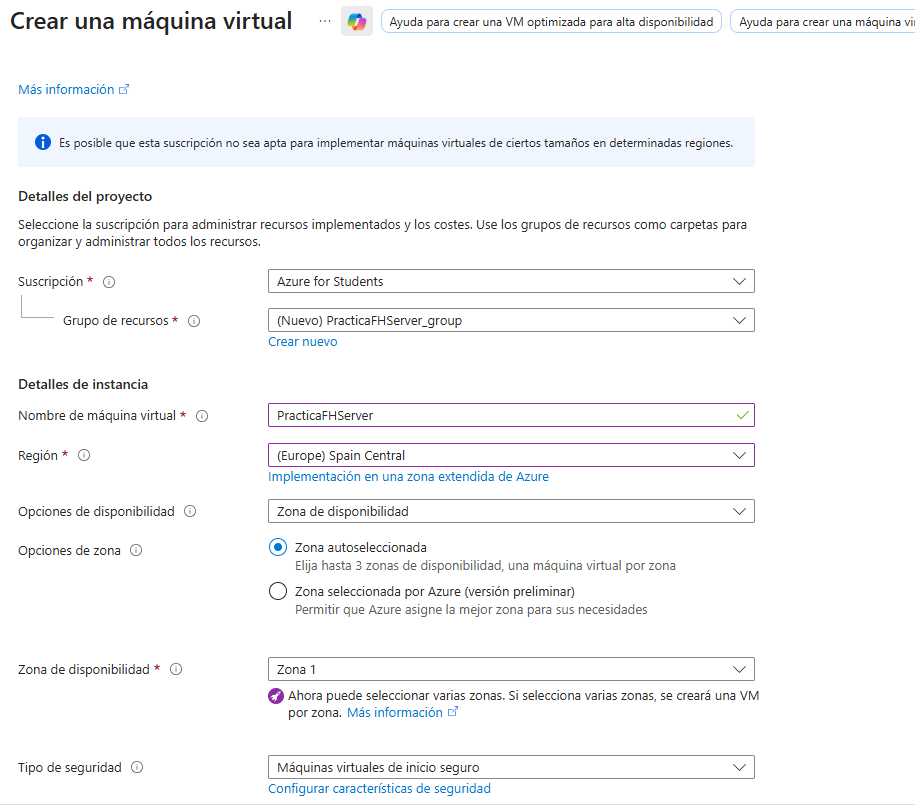 Crear una máquina virtual
...
Ayuda para crear una VM optimizada para alta disponibilidad
Ayuda para crear una máquina
Más información
Es posible que esta suscripción no sea apta para implementar máquinas virtuales de ciertos tamaños en determinadas regiones.
Detalles del proyecto
Seleccione la suscripción para administrar recursos implementados y los costes. Use los grupos de recursos como carpetas para
organizar y administrar todos los recursos.
Suscripción *
Azure for Students
Grupo de recursos *
(Nuevo) PracticaFHServer_group
Crear nuevo
Detalles de instancia
Nombre de máquina virtual *
PracticaFHServer
Región *
(Europe) Spain Central
Implementación en una zona extendida de Azure
Opciones de disponibilidad
Zona de disponibilidad
Opciones de zona
Zona autoseleccionada
Elija hasta 3 zonas de disponibilidad, una máquina virtual por zona
Zona seleccionada por Azure (versión preliminar)
Permitir que Azure asigne la mejor zona para sus necesidades
Zona de disponibilidad *
Zona 1
Ahora puede seleccionar varias zonas. Si selecciona varias zonas, se creará una VM
por zona. Más información
Tipo de seguridad
Máquinas virtuales de inicio seguro
Configurar características de seguridad